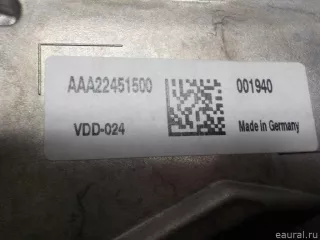 AAA22451500
001940
VDD-024
Made in Germany
eaural.ru